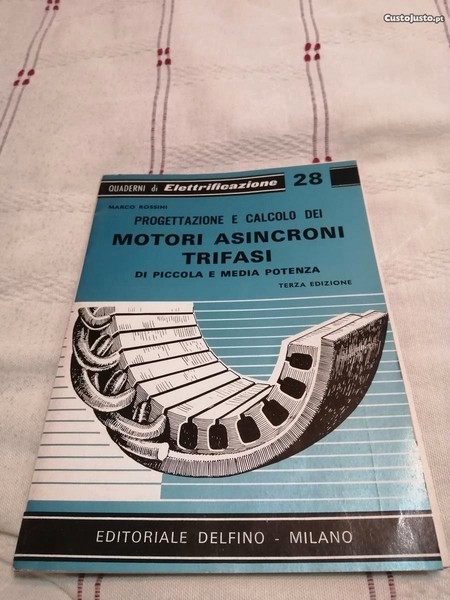 CustoJusto.pt
QUADERNI di Elettrificazione 28
MARCO ROSSINI
PROGETTAZIONE E CALCOLO DEI
MOTORI ASINCRONI
TRIFASI
DI PICCOLA E MEDIA POTENZA
TERZA EDIZIONE
EDITORIALE DELFINO - MILANO